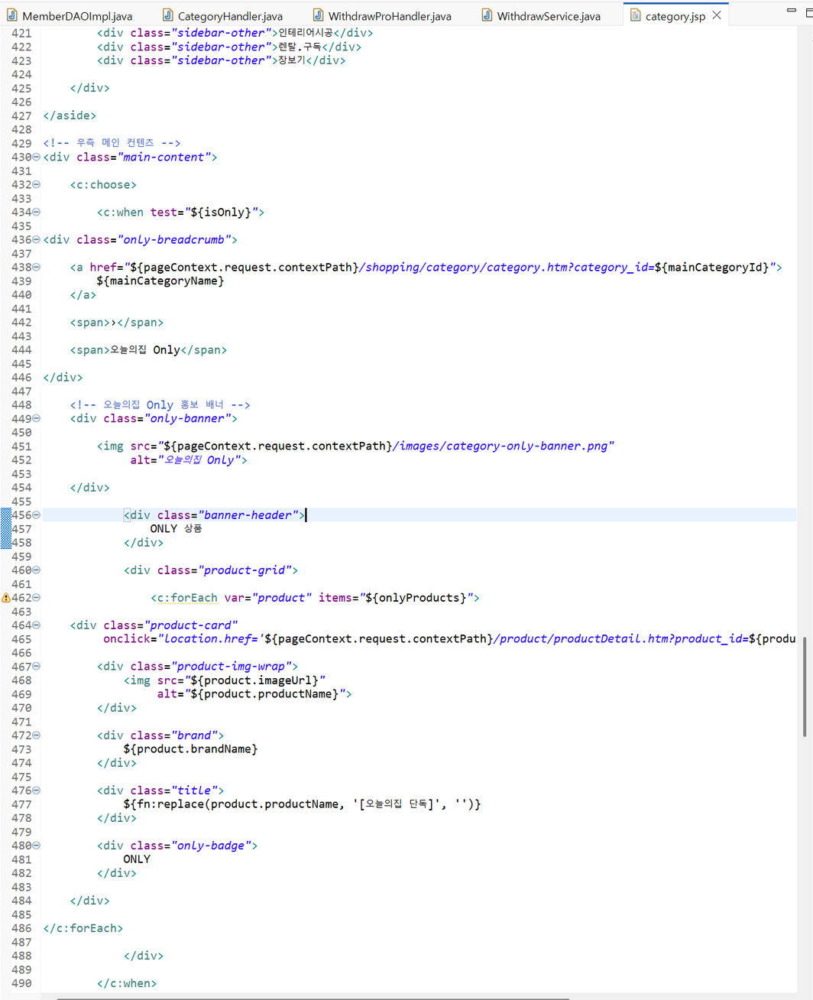 MemberDAOImpl.java CategoryHandler.java WithdrawProHandler.java WithdrawService.java category.jsp
421 <div class="sidebar-other">인테리어시공</div>
422 <div class="sidebar-other">렌탈.구독</div>
423 <div class="sidebar-other">장보기</div>
424
425 </div>
426
427 </aside>
428
429 <!-- 우측 메인 컨텐츠 -->
430 <div class="main-content">
431
432 <c:choose>
433
434 <c:when test="${isOnly}">
435
436 <div class="only-breadcrumb">
437
438 <a href="${pageContext.request.contextPath}/shopping/category/category.htm?category_id=${mainCategoryId}">
439 ${mainCategoryName}
440 </a>
441
442 <span>›</span>
443
444 <span>오늘의집 Only</span>
445
446 </div>
447
448 <!-- 오늘의집 Only 홍보 배너 -->
449 <div class="only-banner">
450
451 <img src="${pageContext.request.contextPath}/images/category-only-banner.png"
452 alt="오늘의집 Only">
453
454 </div>
455
456 <div class="banner-header">
457 ONLY 상품
458 </div>
459
460 <div class="product-grid">
461
462 <c:forEach var="product" items="${onlyProducts}">
463
464 <div class="product-card"
465 onclick="location.href='${pageContext.request.contextPath}/product/productDetail.htm?product_id=${produ
466
467 <div class="product-img-wrap">
468 <img src="${product.imageUrl}"
469 alt="${product.productName}">
470 </div>
471
472 <div class="brand">
473 ${product.brandName}
474 </div>
475
476 <div class="title">
477 ${fn:replace(product.productName, '[오늘의집 단독]', '')}
478 </div>
479
480 <div class="only-badge">
481 ONLY
482 </div>
483
484 </div>
485
486 </c:forEach>
487
488 </div>
489
490 </c:when>